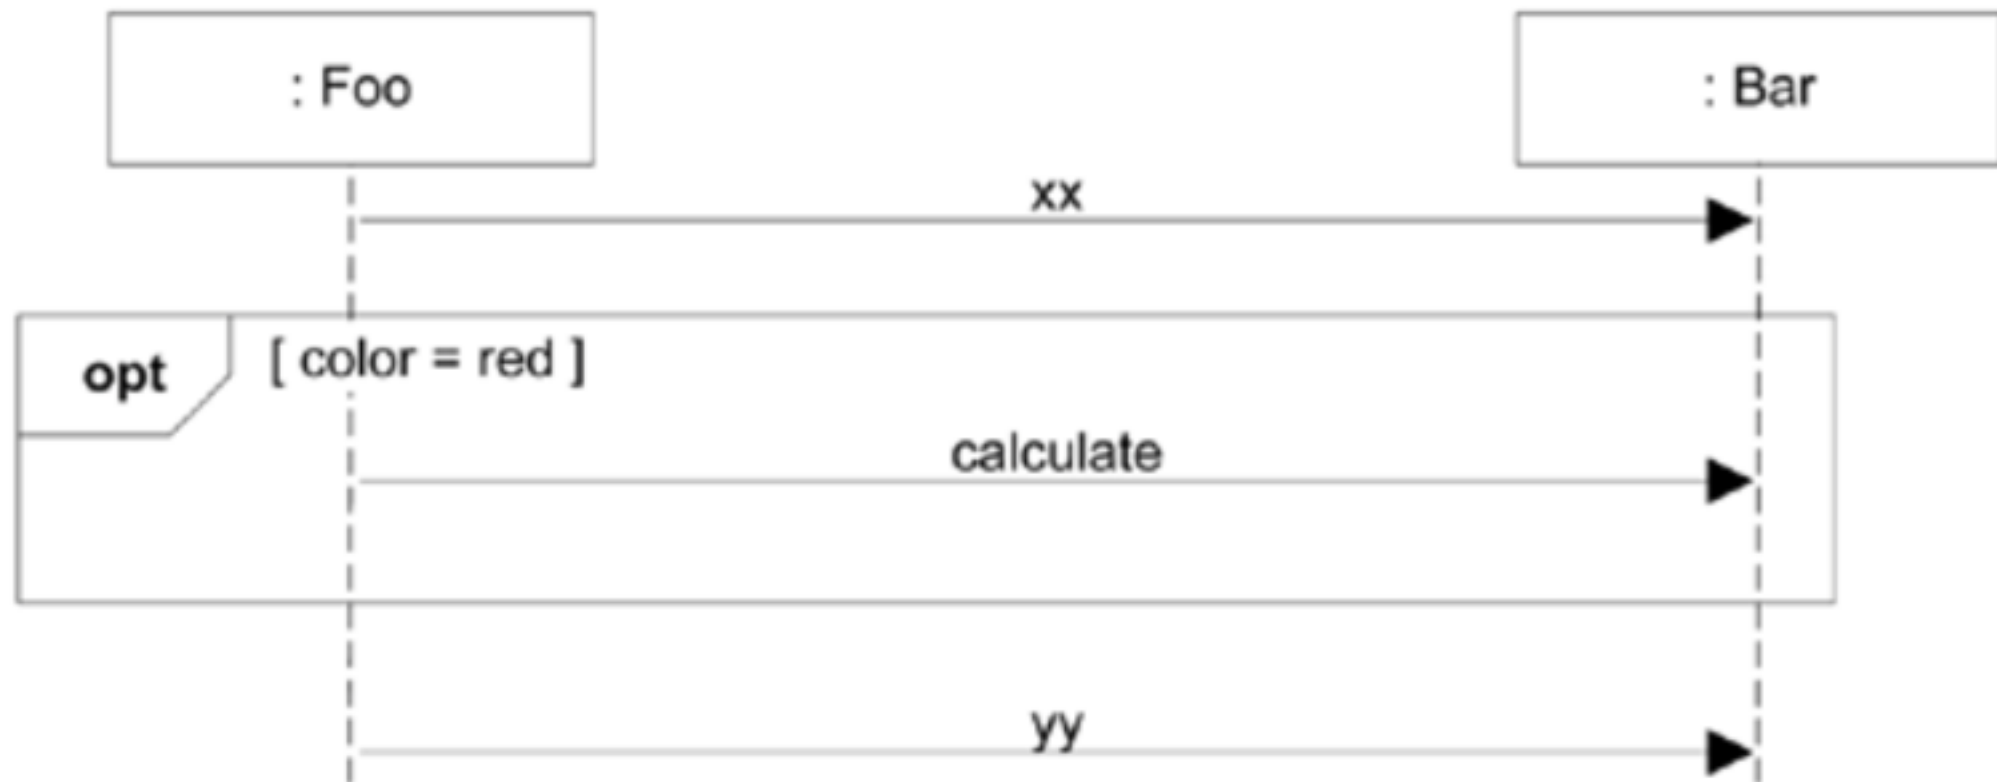 : Foo
: Bar
xx
opt
[ color = red ]
calculate
yy